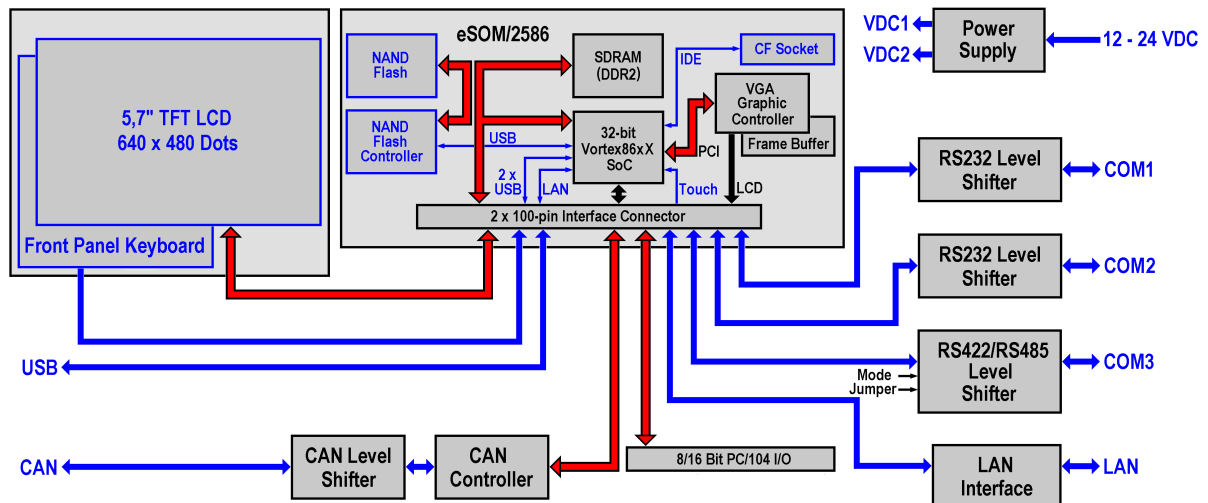 5,7" TFT LCD
640 x 480 Dots
Front Panel Keyboard
eSOM/2586
NAND
Flash
NAND
Flash
Controller
SDRAM
(DDR2)
IDE
CF Socket
VGA
Graphic
Controller
Frame Buffer
32-bit
Vortex86xX
SoC
USB
PCI
2 x
USB
LAN
Touch
LCD
2 x 100-pin Interface Connector
VDC1
VDC2
Power
Supply
12 - 24 VDC
RS232 Level
Shifter
COM1
RS232 Level
Shifter
COM2
RS422/RS485
Level
Shifter
COM3
Mode
Jumper
USB
CAN
CAN Level
Shifter
CAN
Controller
8/16 Bit PC/104 I/O
LAN
Interface
LAN